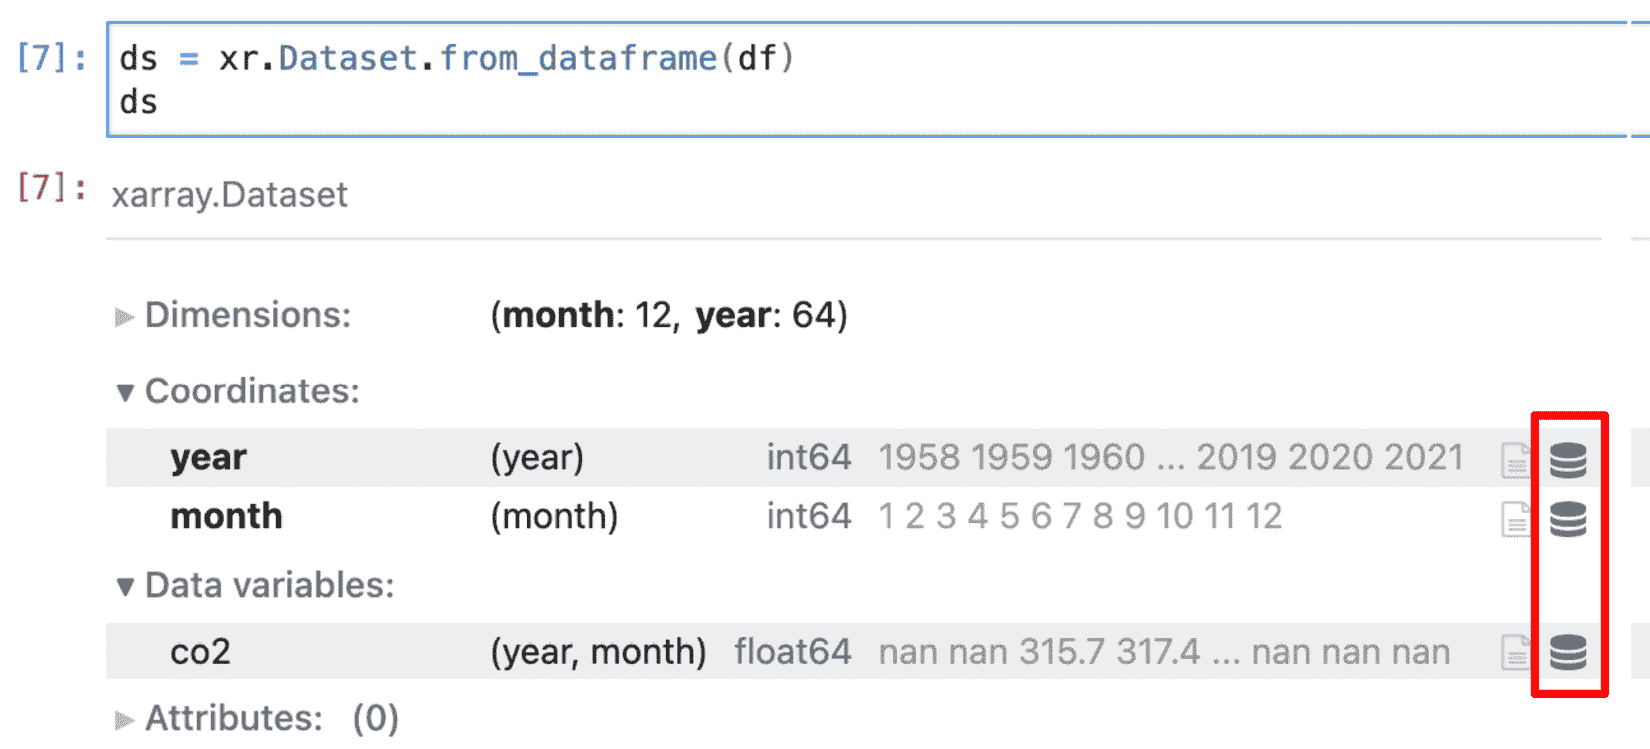 [7]: ds = xr.Dataset.from_dataframe(df)
ds
[7]: xarray.Dataset
▶ Dimensions: (month: 12, year: 64)
▼ Coordinates:
year (year) int64 1958 1959 1960 ... 2019 2020 2021
month (month) int64 1 2 3 4 5 6 7 8 9 10 11 12
▼ Data variables:
co2 (year, month) float64 nan nan 315.7 317.4 ... nan nan nan
▶ Attributes: (0)